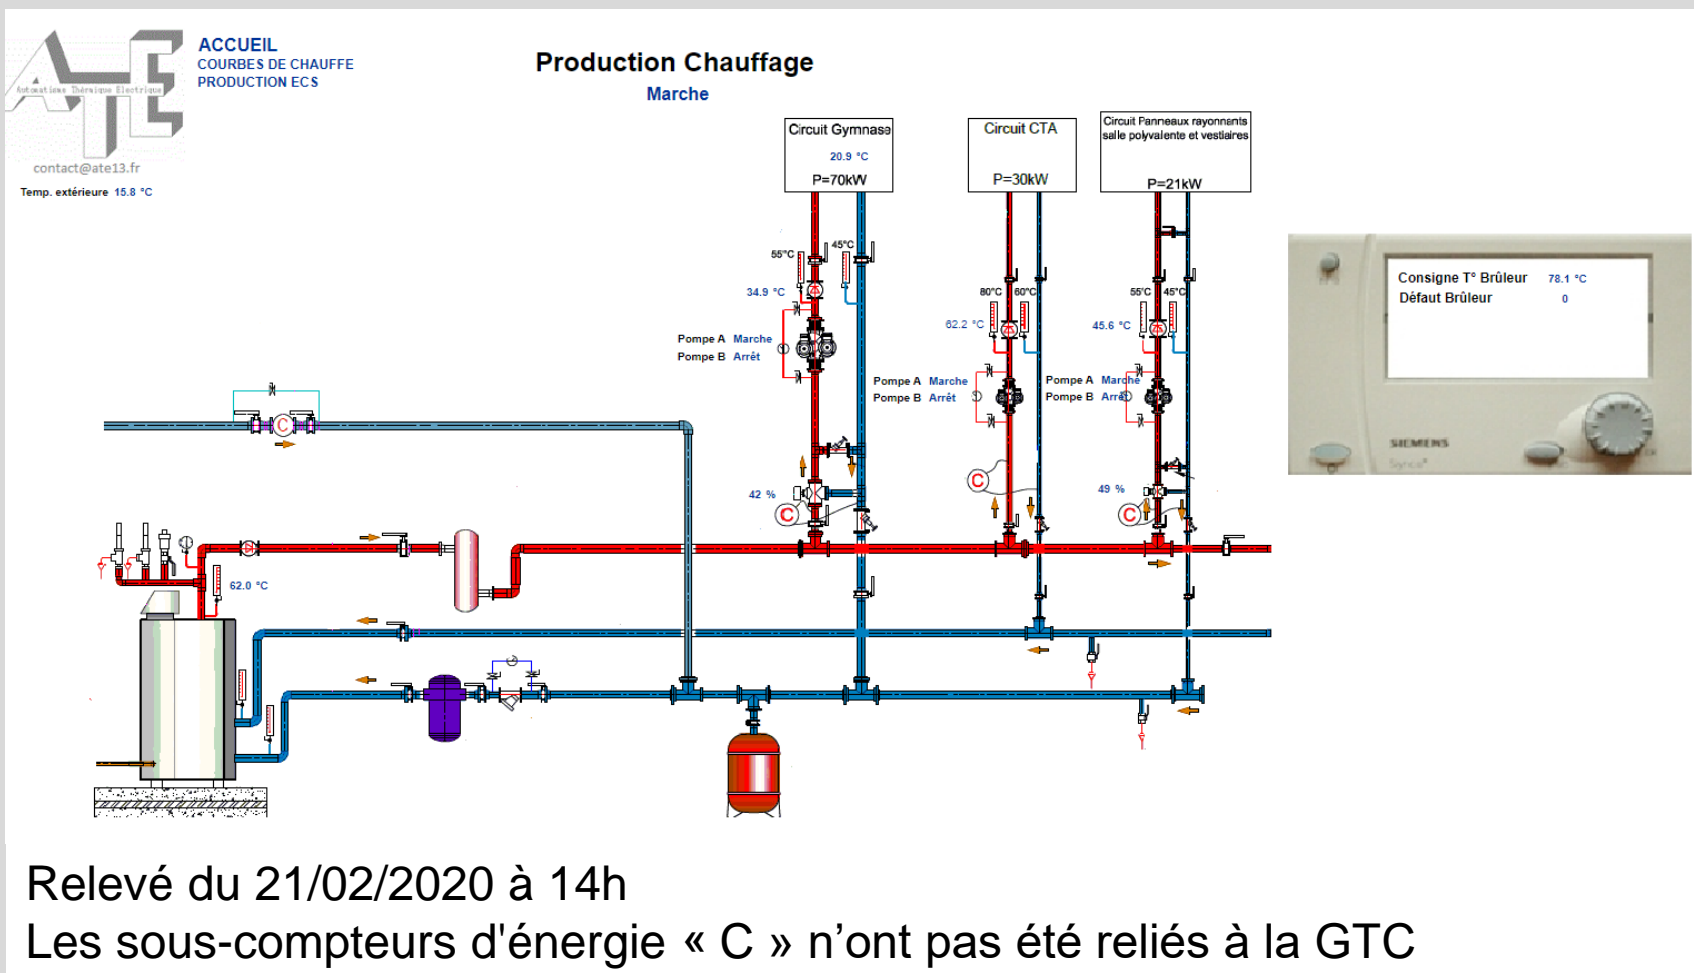 Automatisme Thérmique Electrique
contact@ate13.fr
ACCUEIL
COURBES DE CHAUFFE
PRODUCTION ECS
Temp. extérieure 15.8 °C
Production Chauffage
Marche
Circuit Gymnase
20.9 °C
P=70kW
Circuit CTA
P=30kW
Circuit Panneaux rayonnants
salle polyvalente et vestiaires
P=21kW
55°C
45°C
34.9 °C
Pompe A Marche
Pompe B Arrêt
80°C
60°C
62.2 °C
Pompe A Marche
Pompe B Arrêt
55°C
45°C
45.6 °C
Pompe A Marche
Pompe B Arrêt
C
42 %
C
C
49 %
C
62.0 °C
Consigne T° Brûleur 78.1 °C
Défaut Brûleur 0
SIEMENS
Relevé du 21/02/2020 à 14h
Les sous-compteurs d'énergie « C » n’ont pas été reliés à la GTC